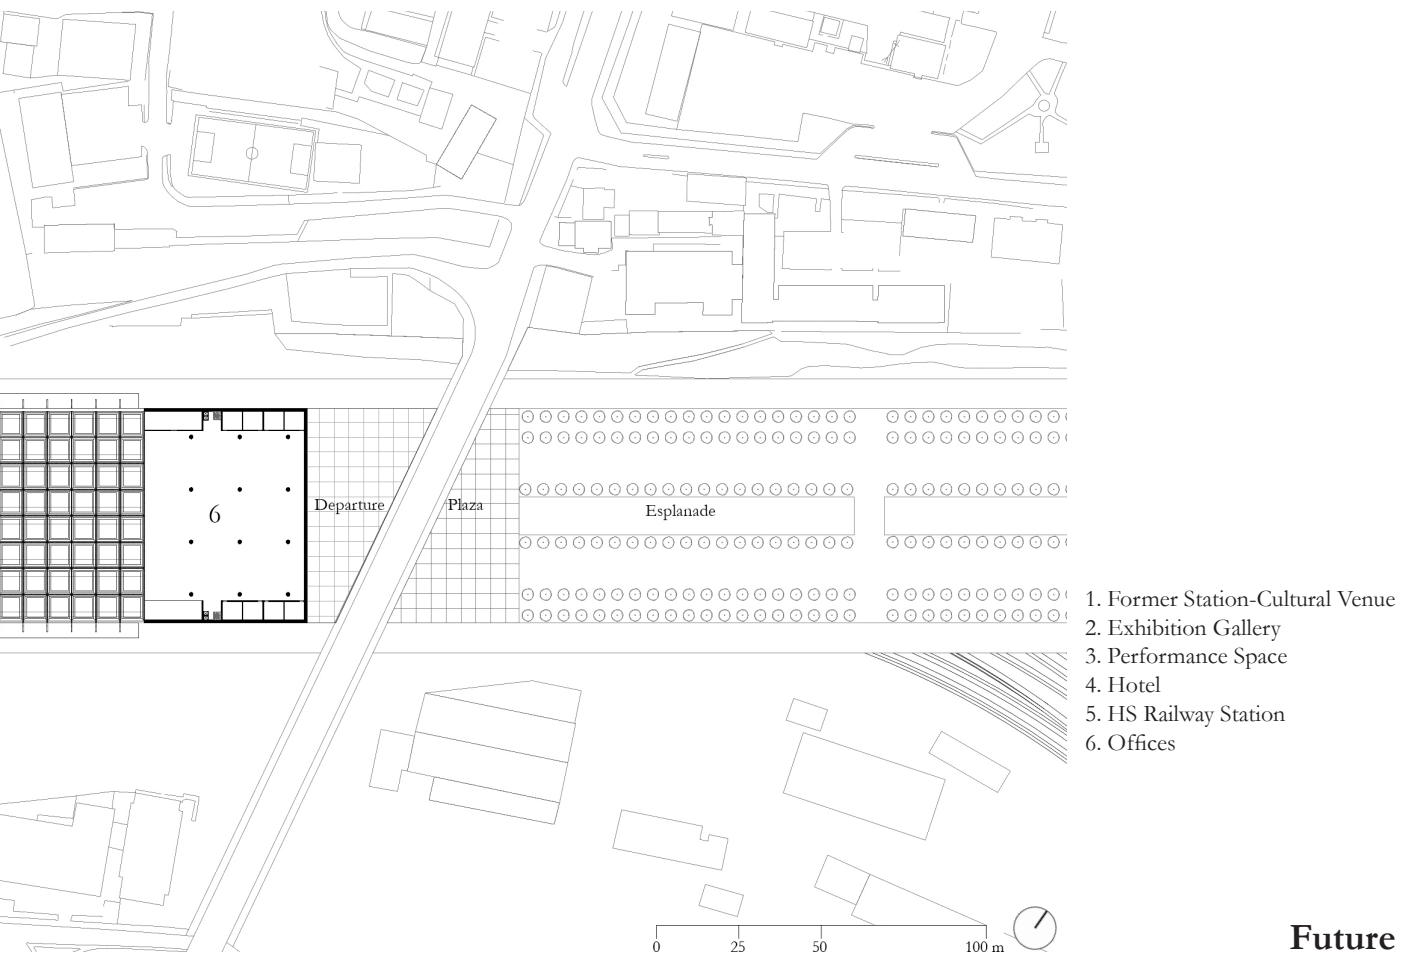 6
Departure
Plaza
Esplanade
1. Former Station-Cultural Venue
2. Exhibition Gallery
3. Performance Space
4. Hotel
5. HS Railway Station
6. Offices
0 25 50 100 m
Future